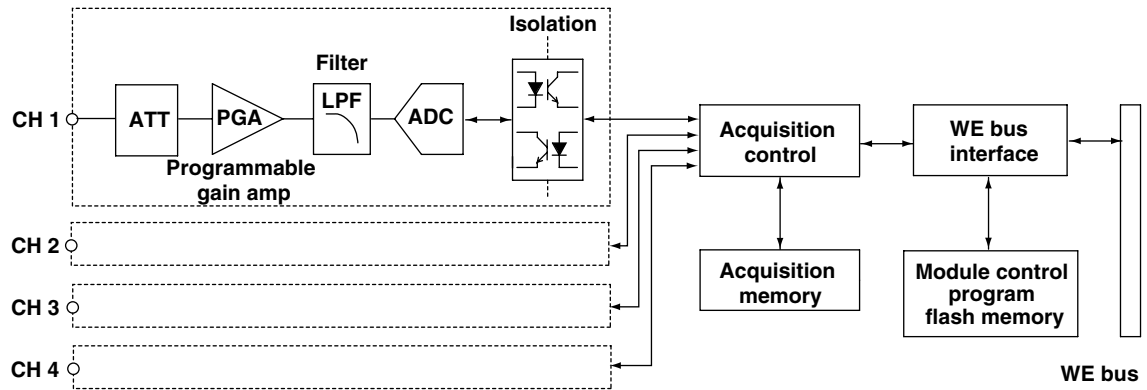 Isolation
Filter
CH 1
ATT
PGA
LPF
ADC
Programmable
gain amp
Acquisition
control
WE bus
interface
CH 2
Acquisition
memory
Module control
program
flash memory
CH 3
CH 4
WE bus